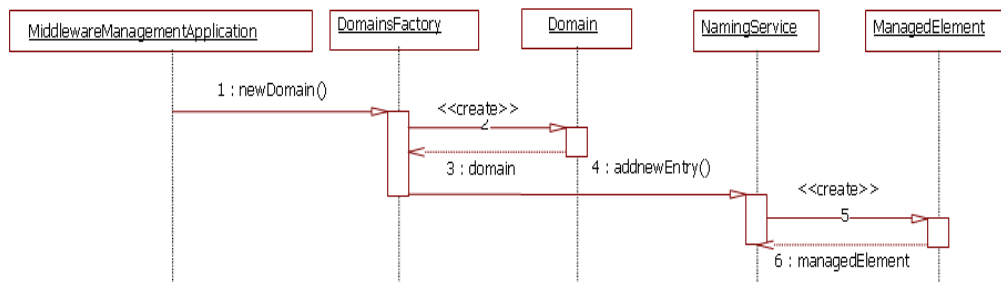 MiddlewareManagementApplication
DomainsFactory
Domain
NamingService
ManagedElement
1 : newDomain()
<<create>>
2
3 : domain
4 : addnewEntry()
<<create>>
5
6 : managedElement